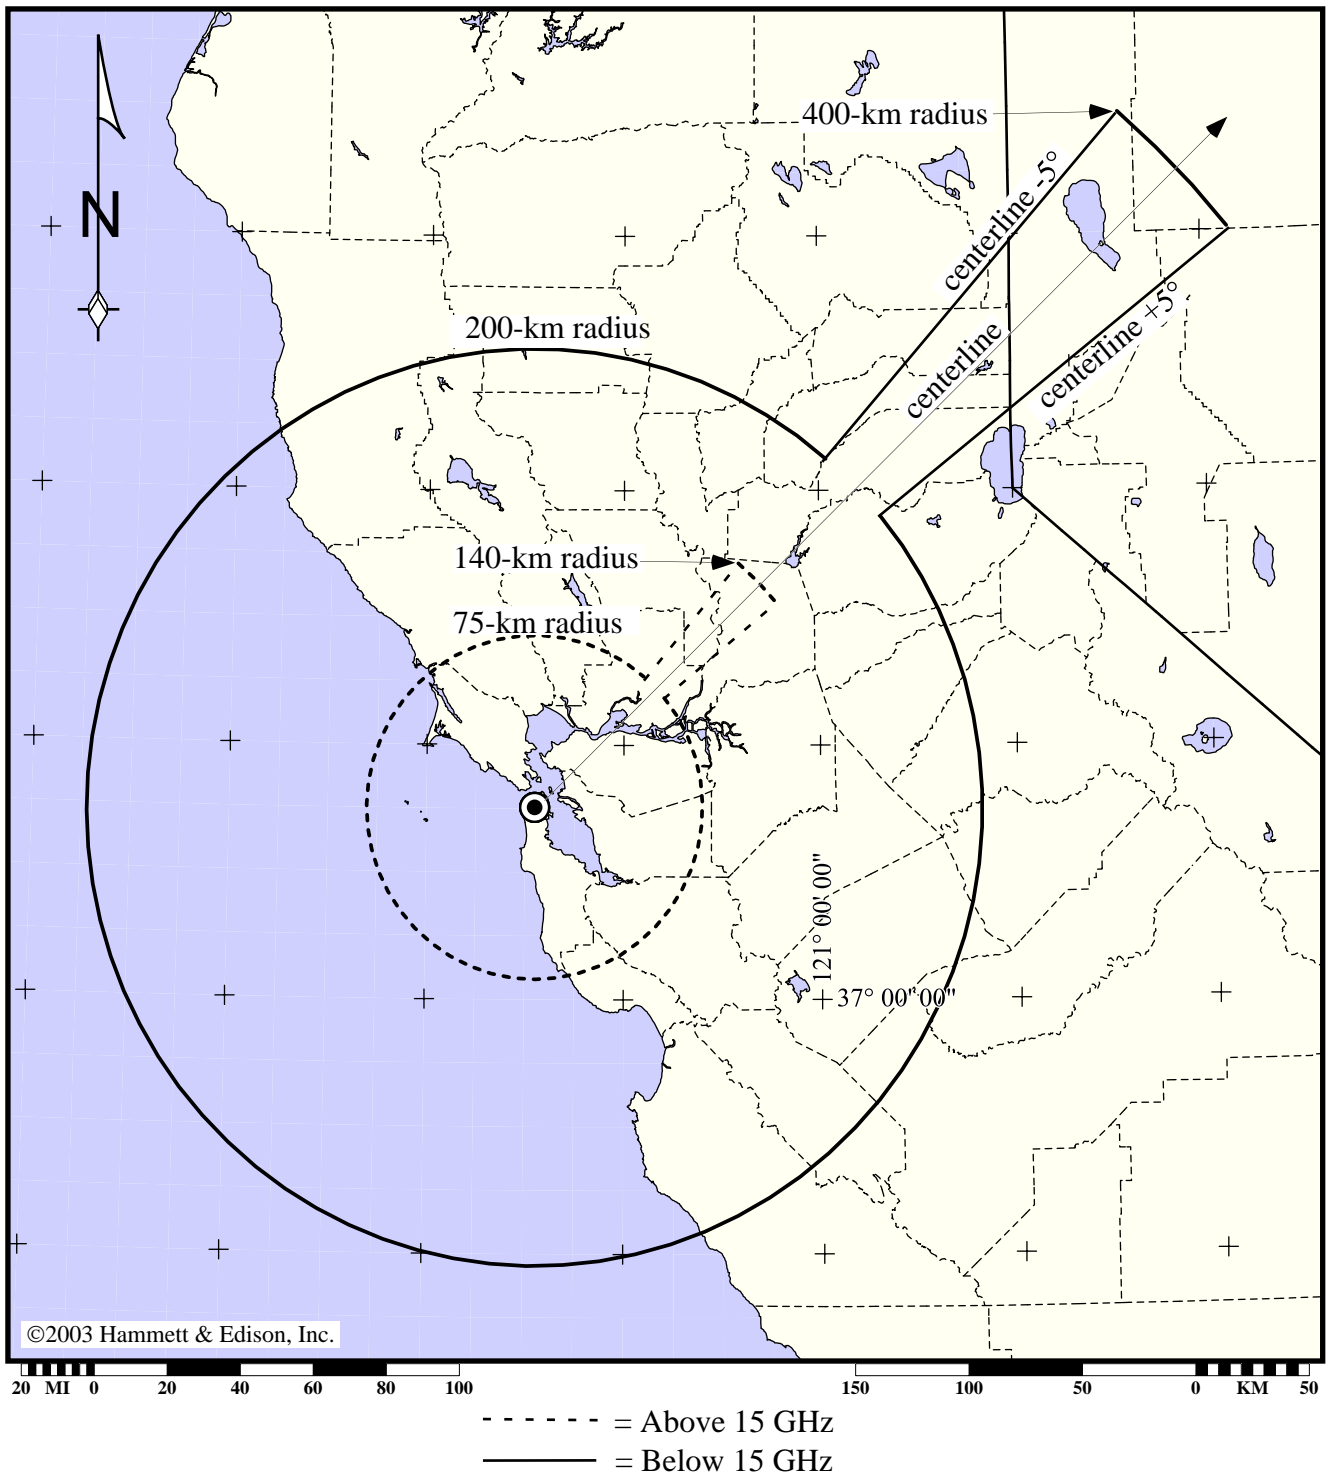 400-km radius
N
centerline -5°
200-km radius
centerline
centerline +5°
140-km radius
75-km radius
121° 00' 00"
37° 00' 00"
©2003 Hammett & Edison, Inc.
20 MI 0 20 40 60 80 100 150 100 50 0 KM 50
= Above 15 GHz
= Below 15 GHz